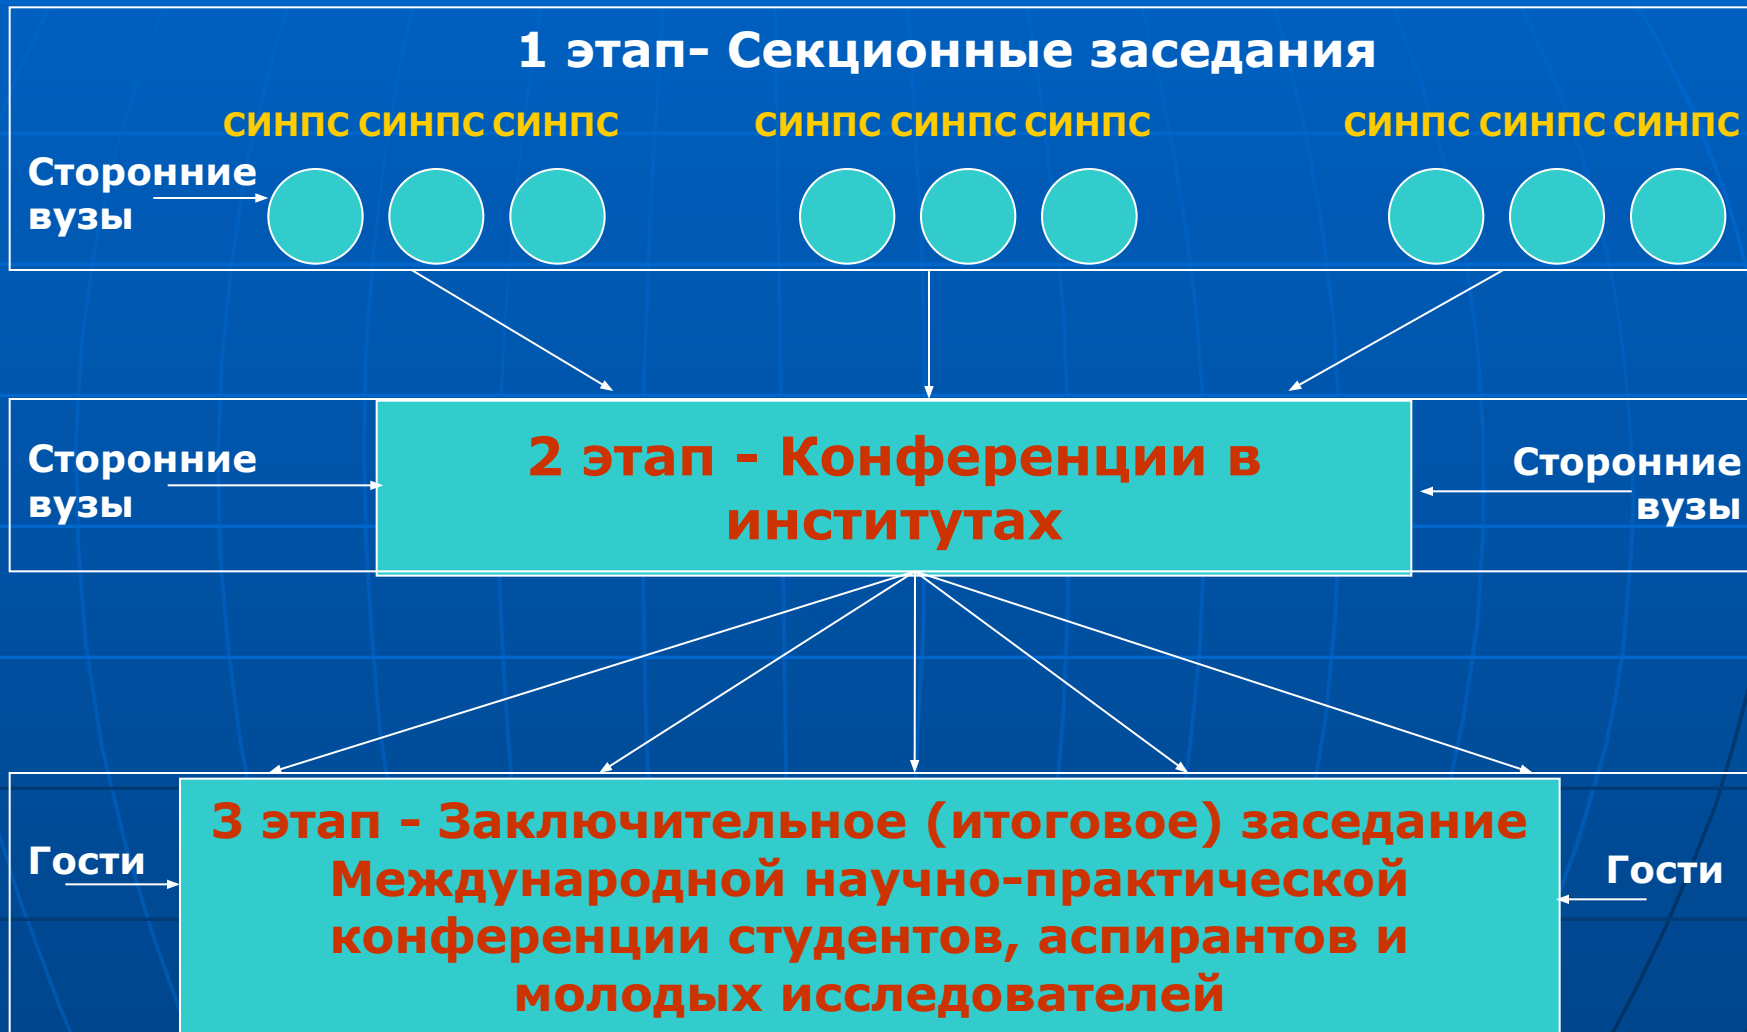 1 этап- Секционные заседания
СИНПС СИНПС СИНПС СИНПС СИНПС СИНПС СИНПС СИНПС СИНПС
Сторонние
вузы
2 этап - Конференции в
институтах
Сторонние
вузы
Сторонние
вузы
3 этап - Заключительное (итоговое) заседание
Международной научно-практической
конференции студентов, аспирантов и
молодых исследователей
Гости
Гости